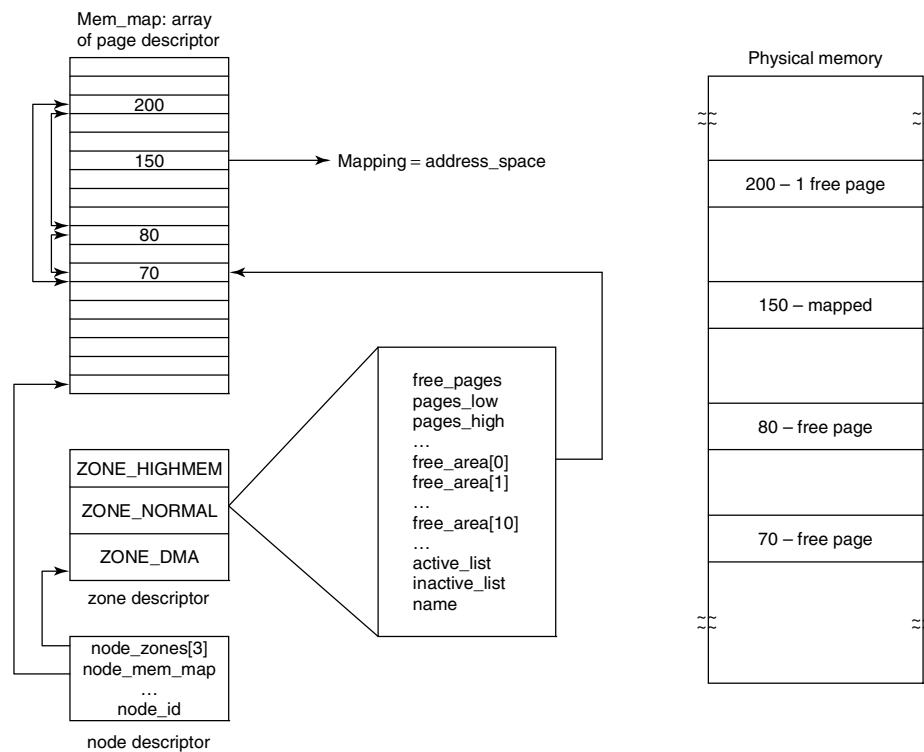 Mem_map: array
of page descriptor
200
150
80
70
Mapping = address_space
free_pages
pages_low
pages_high
...
free_area[0]
free_area[1]
...
free_area[10]
...
active_list
inactive_list
name
ZONE_HIGHMEM
ZONE_NORMAL
ZONE_DMA
zone descriptor
node_zones[3]
node_mem_map
...
node_id
node descriptor
Physical memory
200 – 1 free page
150 – mapped
80 – free page
70 – free page